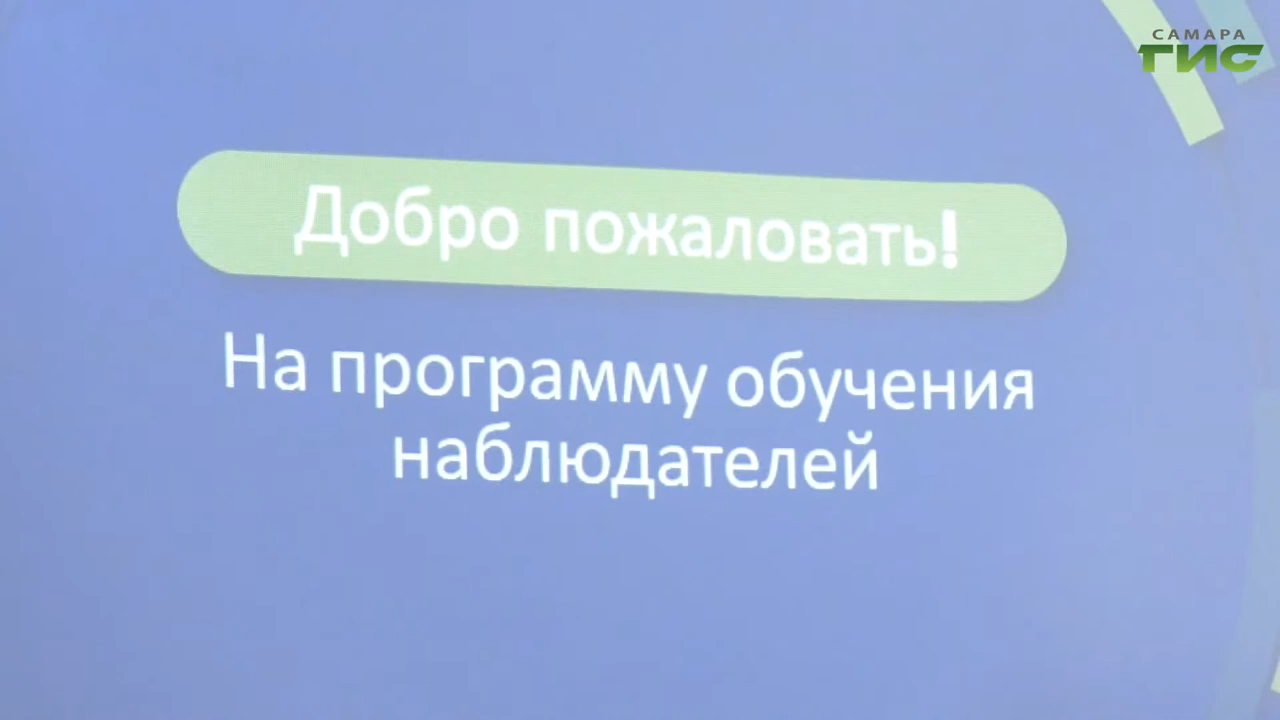 САМАРА
ГИС
Добро пожаловать!
На программу обучения
наблюдателей